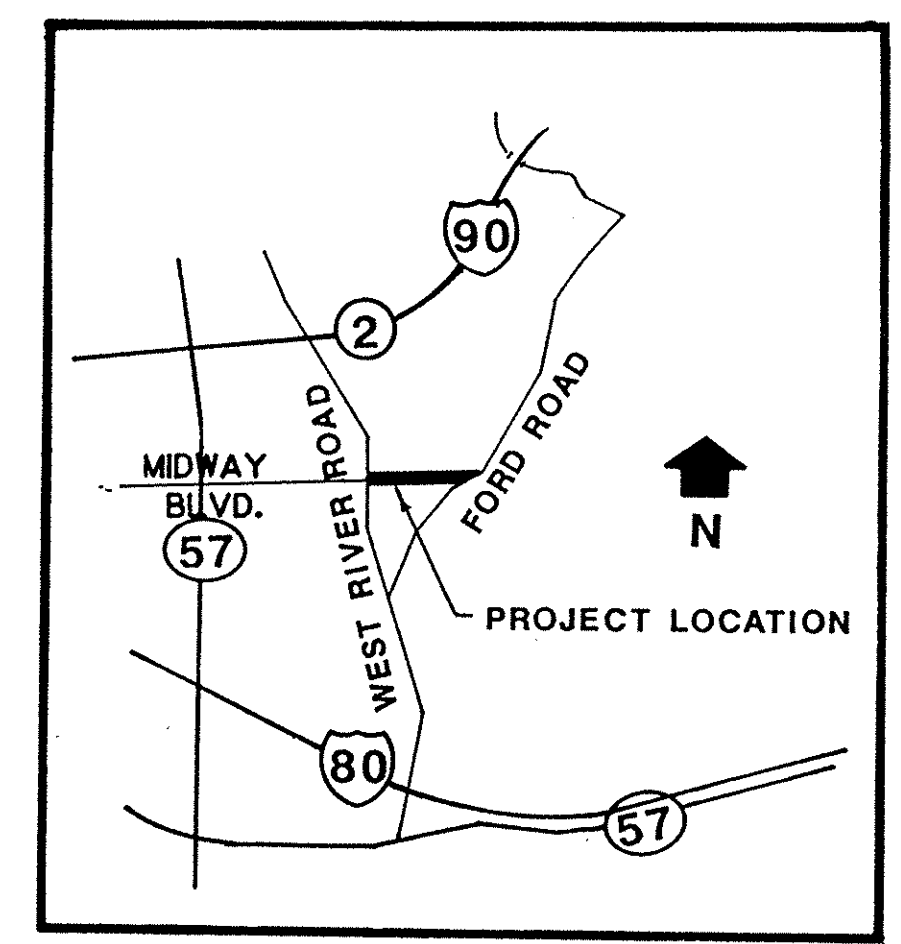 90
2
FORD ROAD
WEST RIVER ROAD
MIDWAY
BLVD.
57
N
PROJECT LOCATION
80
57